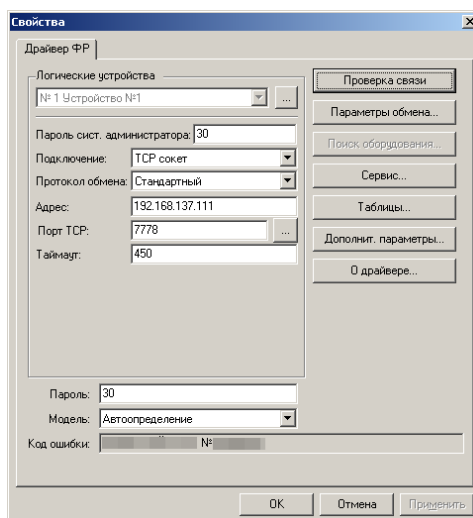 Свойства
Драйвер ФР
Логические устройства
№ 1 Устройство №1
...
Пароль сист. администратора: 30
Подключение: TCP сокет
Протокол обмена: Стандартный
Адрес: 192.168.137.111
Порт TCP: 7778
...
Таймаут: 450
Проверка связи
Параметры обмена...
Поиск оборудования...
Сервис...
Таблицы...
Дополнит. параметры...
О драйвере...
Пароль: 30
Модель: Автоопределение
Код ошибки: №
OK
Отмена
Применить